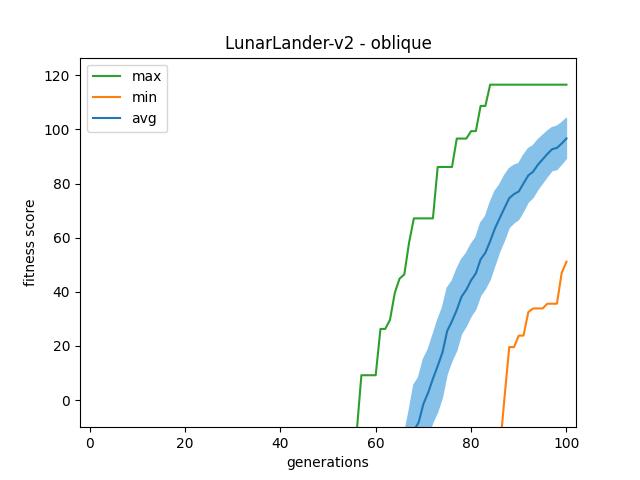 LunarLander-v2 - oblique
max
min
avg
fitness score
120
100
80
60
40
20
0
0 20 40 60 80 100
generations